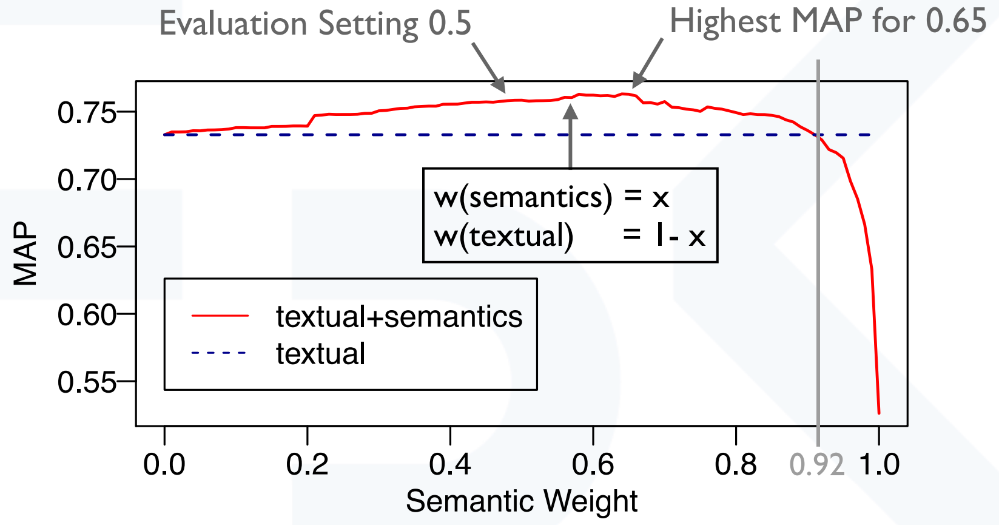 Evaluation Setting 0.5
Highest MAP for 0.65
0.75
0.70
0.65
0.60
0.55
MAP
w(semantics) = x
w(textual) = 1- x
textual+semantics
textual
0.0 0.2 0.4 0.6 0.8 0.92 1.0
Semantic Weight